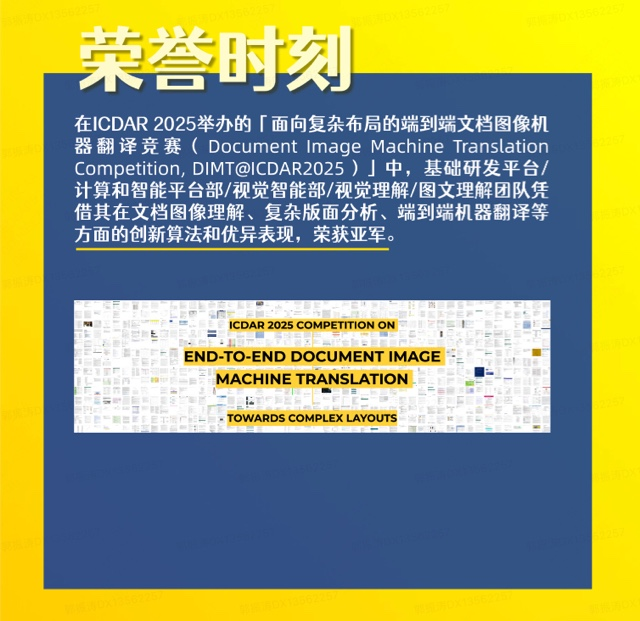 荣誉时刻
在ICDAR 2025举办的「面向复杂布局的端到端文档图像机
器翻译竞赛（Document Image Machine Translation
Competition, DIMT@ICDAR2025）」中，基础研发平台/
计算和智能平台部/视觉智能部/视觉理解/图文理解团队凭
借其在文档图像理解、复杂版面分析、端到端机器翻译等
方面的创新算法和优异表现，荣获亚军。
ICDAR 2025 COMPETITION ON
END-TO-END DOCUMENT IMAGE
MACHINE TRANSLATION
TOWARDS COMPLEX LAYOUTS